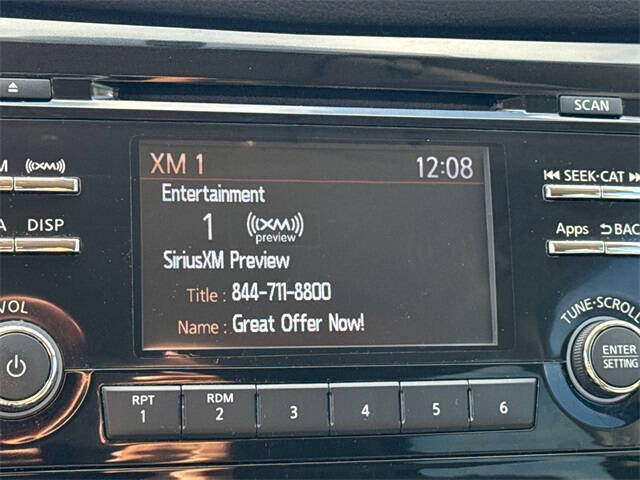 SCAN
XM 1 12:08
((XM))
SEEK·CAT
Entertainment
1 ((XM))
preview
DISP
Apps BAC
SiriusXM Preview
Title : 844-711-8800
VOL
TUNE·SCROLL
Name : Great Offer Now!
ENTER
SETTING
RPT
1
RDM
2
3
4
5
6